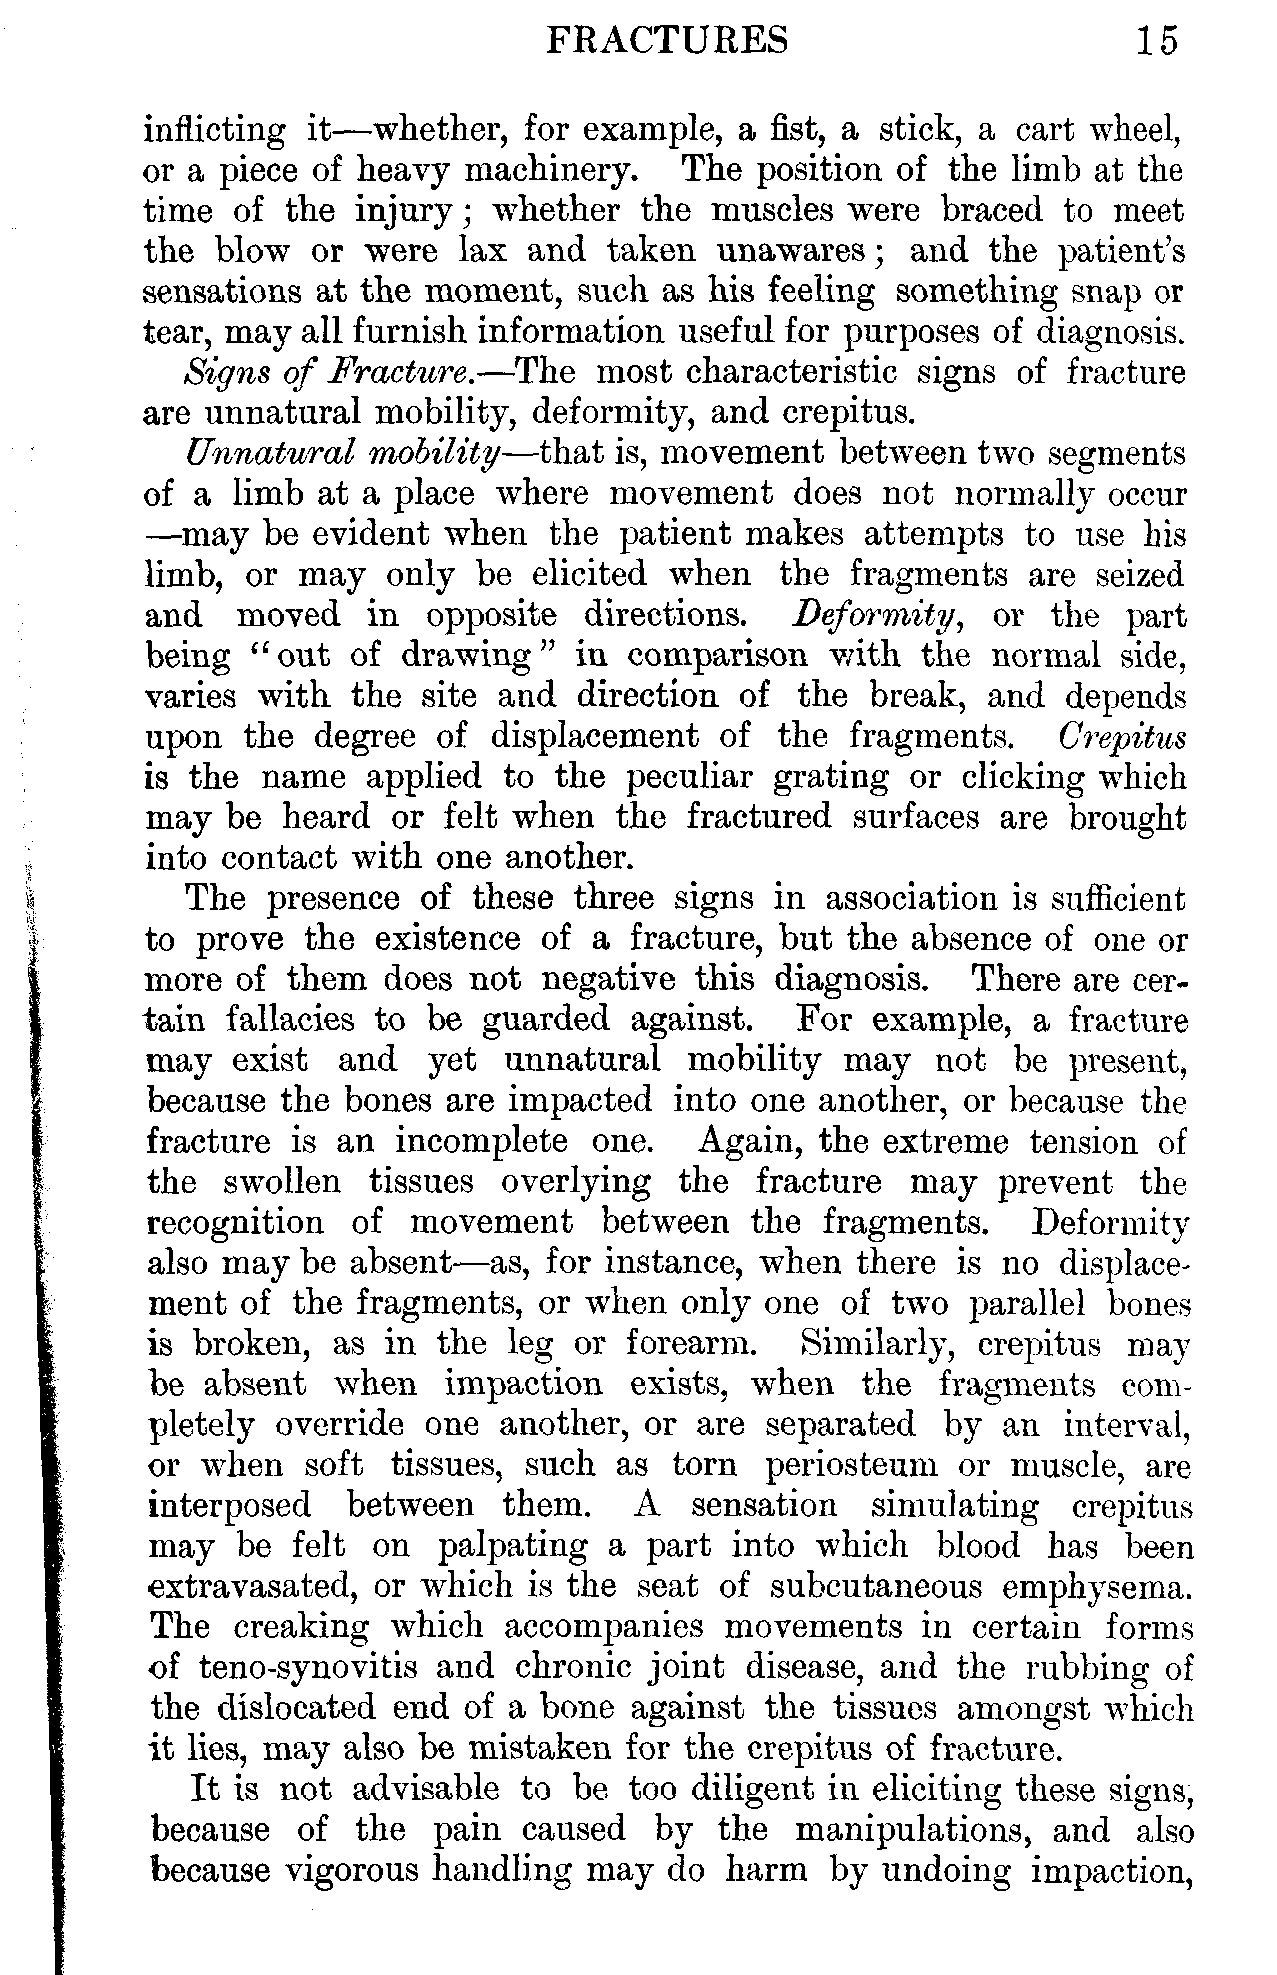 FRACTURES 15
inflicting it—whether, for example, a fist, a stick, a cart wheel,
or a piece of heavy machinery. The position of the limb at the
time of the injury; whether the muscles were braced to meet
the blow or were lax and taken unawares; and the patient's
sensations at the moment, such as his feeling something snap or
tear, may all furnish information useful for purposes of diagnosis.
Signs of Fracture.—The most characteristic signs of fracture
are unnatural mobility, deformity, and crepitus.
Unnatural mobility—that is, movement between two segments
of a limb at a place where movement does not normally occur
—may be evident when the patient makes attempts to use his
limb, or may only be elicited when the fragments are seized
and moved in opposite directions. Deformity, or the part
being "out of drawing" in comparison with the normal side,
varies with the site and direction of the break, and depends
upon the degree of displacement of the fragments. Crepitus
is the name applied to the peculiar grating or clicking which
may be heard or felt when the fractured surfaces are brought
into contact with one another.
The presence of these three signs in association is sufficient
to prove the existence of a fracture, but the absence of one or
more of them does not negative this diagnosis. There are cer-
tain fallacies to be guarded against. For example, a fracture
may exist and yet unnatural mobility may not be present,
because the bones are impacted into one another, or because the
fracture is an incomplete one. Again, the extreme tension of
the swollen tissues overlying the fracture may prevent the
recognition of movement between the fragments. Deformity
also may be absent—as, for instance, when there is no displace-
ment of the fragments, or when only one of two parallel bones
is broken, as in the leg or forearm. Similarly, crepitus may
be absent when impaction exists, when the fragments com-
pletely override one another, or are separated by an interval,
or when soft tissues, such as torn periosteum or muscle, are
interposed between them. A sensation simulating crepitus
may be felt on palpating a part into which blood has been
extravasated, or which is the seat of subcutaneous emphysema.
The creaking which accompanies movements in certain forms
of teno-synovitis and chronic joint disease, and the rubbing of
the dislocated end of a bone against the tissues amongst which
it lies, may also be mistaken for the crepitus of fracture.
It is not advisable to be too diligent in eliciting these signs,
because of the pain caused by the manipulations, and also
because vigorous handling may do harm by undoing impaction,